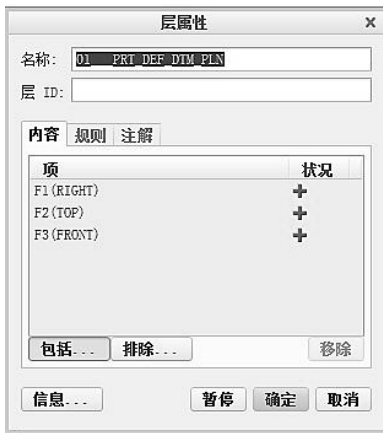 层属性 x
名称: 01___PRT_DEF_DTM_PLN
层 ID:
内容 规则 注解
项 状况
F1(RIGHT)
F2(TOP)
F3(FRONT)
包括... 排除... 移除
信息... 暂停 确定 取消